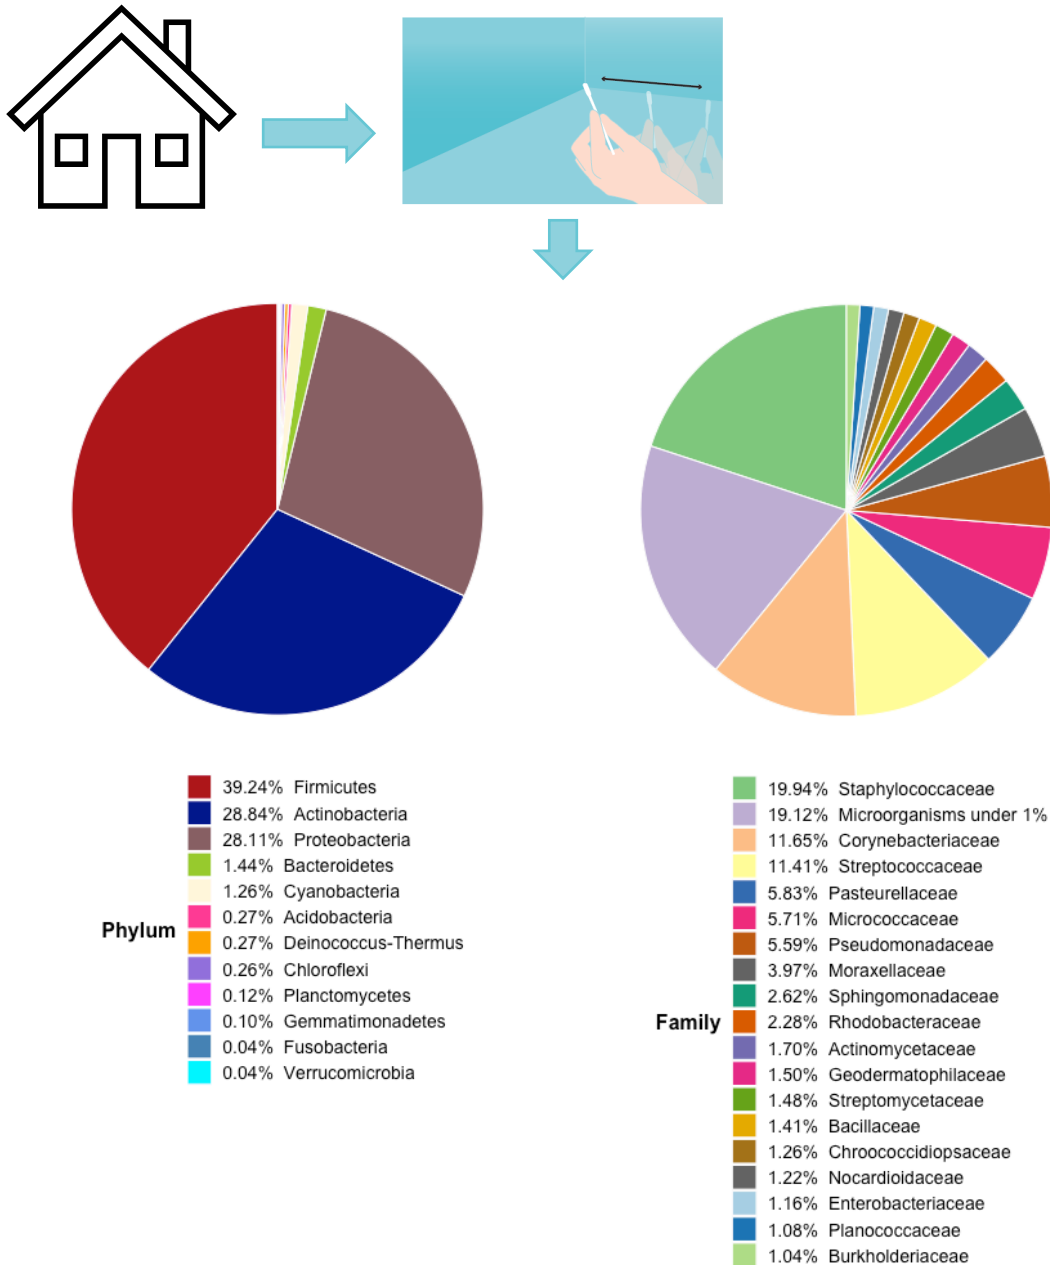 39.24% Firmicutes
28.84% Actinobacteria
28.11% Proteobacteria
1.44% Bacteroidetes
1.26% Cyanobacteria
0.27% Acidobacteria
Phylum
0.27% Deinococcus-Thermus
0.26% Chloroflexi
0.12% Planctomycetes
0.10% Gemmatimonadetes
0.04% Fusobacteria
0.04% Verrucomicrobia
19.94% Staphylococcaceae
19.12% Microorganisms under 1%
11.65% Corynebacteriaceae
11.41% Streptococcaceae
5.83% Pasteurellaceae
5.71% Micrococcaceae
5.59% Pseudomonadaceae
3.97% Moraxellaceae
2.62% Sphingomonadaceae
Family
2.28% Rhodobacteraceae
1.70% Actinomycetaceae
1.50% Geodermatophilaceae
1.48% Streptomycetaceae
1.41% Bacillaceae
1.26% Chroococcidiopsaceae
1.22% Nocardioidaceae
1.16% Enterobacteriaceae
1.08% Planococcaceae
1.04% Burkholderiaceae